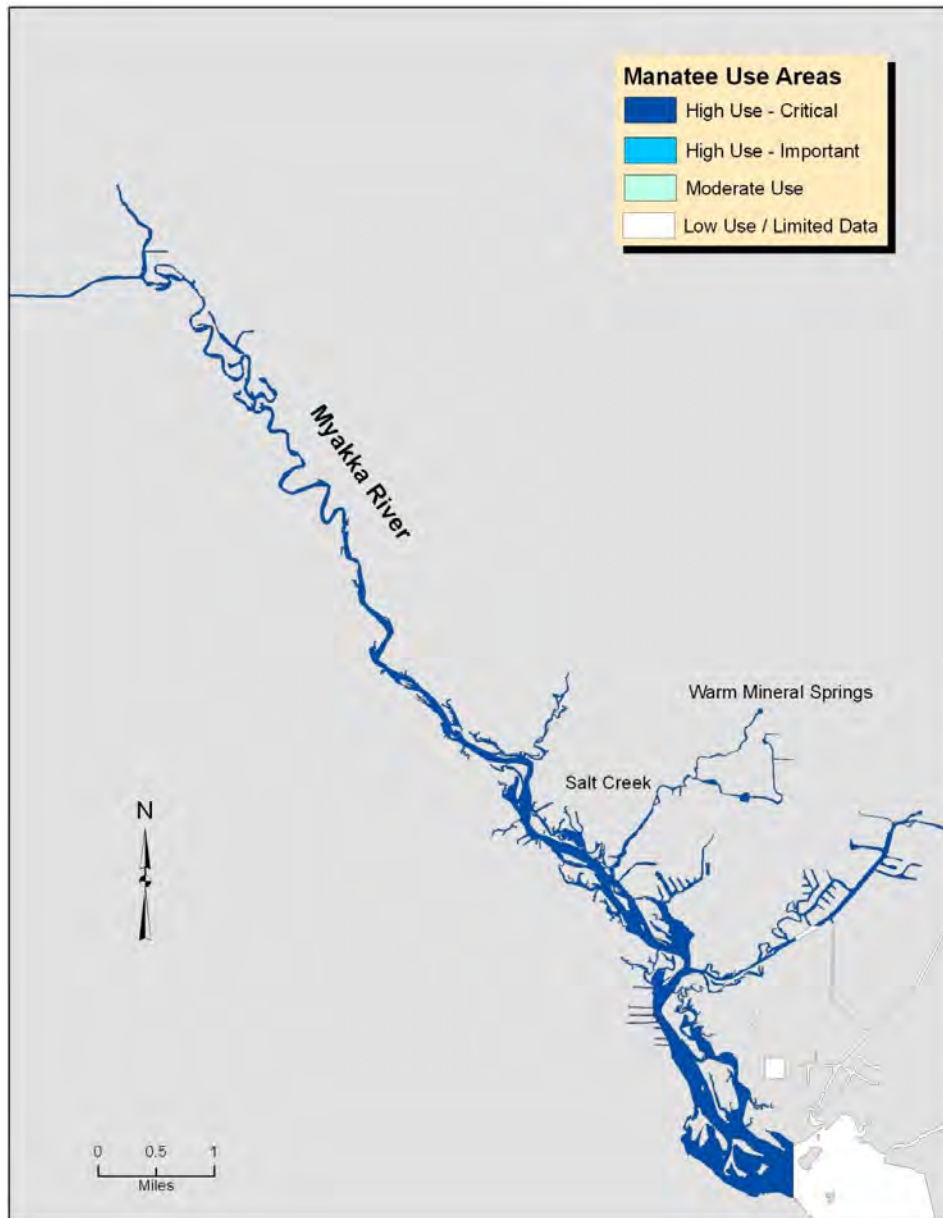 Manatee Use Areas
High Use - Critical
High Use - Important
Moderate Use
Low Use / Limited Data
Myakka River
Warm Mineral Springs
Salt Creek
N
0 0.5 1
Miles